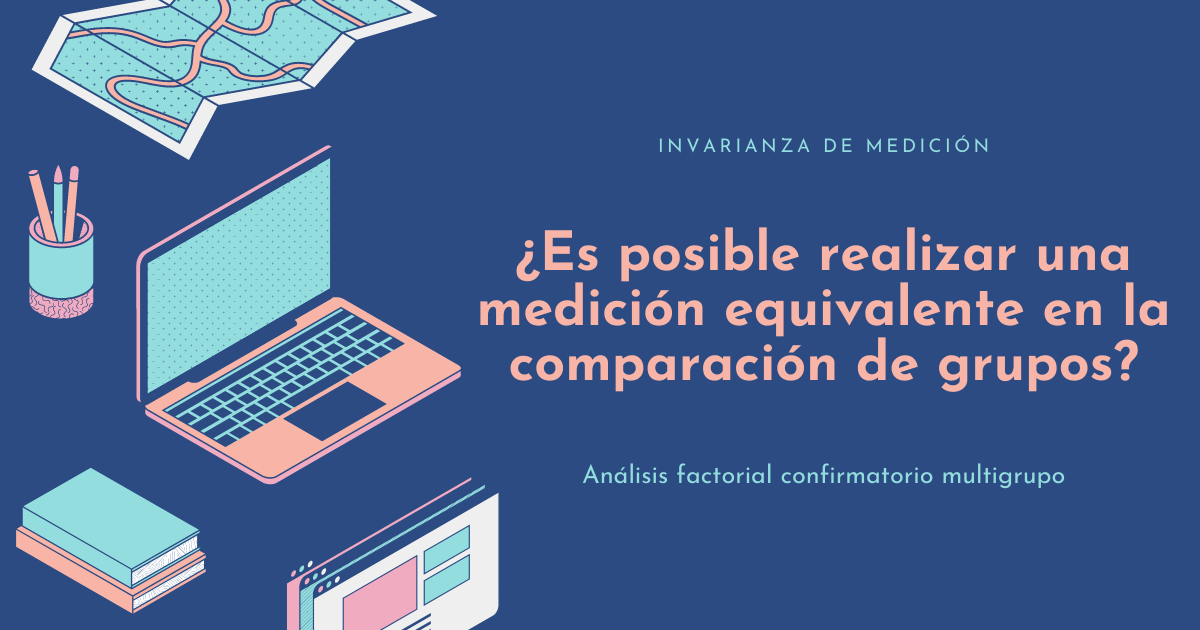 INVARIANZA DE MEDICIÓN
¿Es posible realizar una
medición equivalente en la
comparación de grupos?
Análisis factorial confirmatorio multigrupo